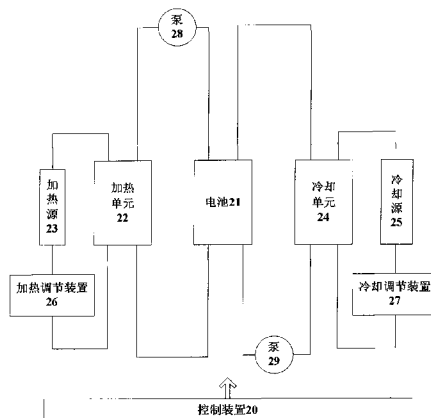 泵
28
加
热
源
23
加热
单元
22
电池21
冷却
单元
24
冷
却
源
25
加热调节装置
26
冷却调节装置
27
泵
29
控制装置20